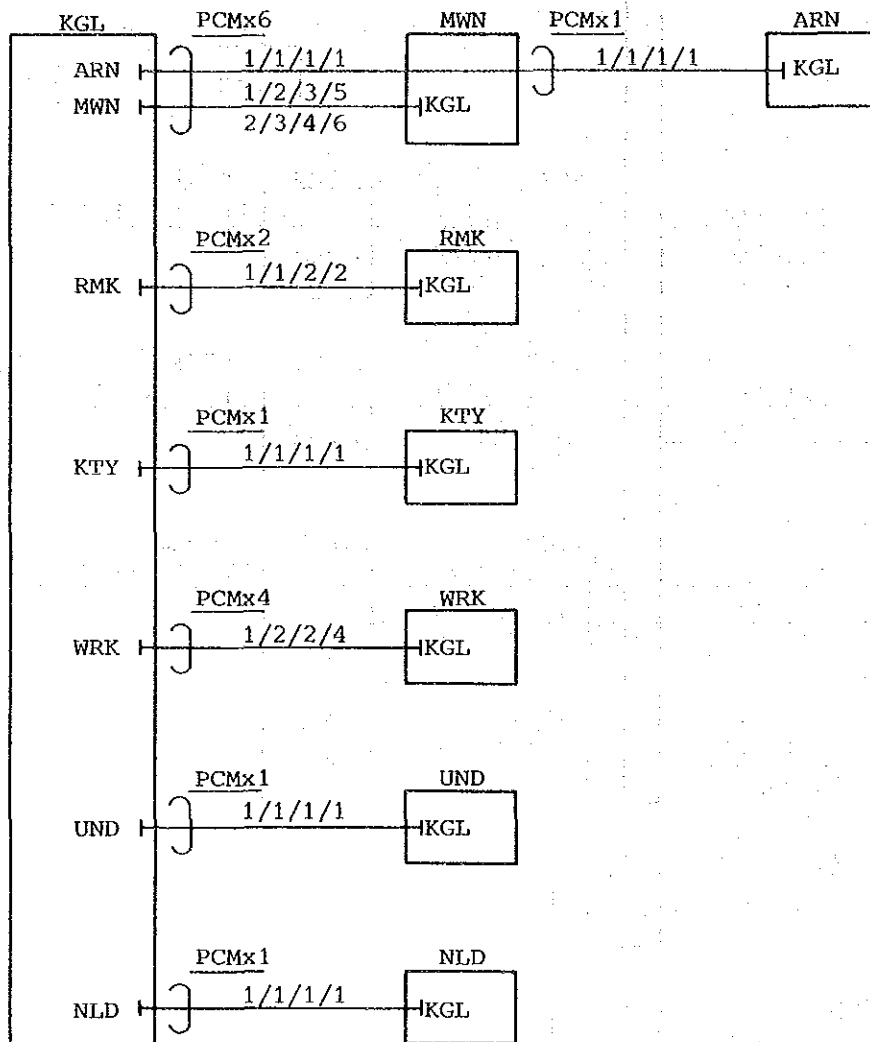 KGL PCMx6 MWN PCMx1 ARN
ARN 1/1/1/1 1/1/1/1 KGL
MWN 1/2/3/5 KGL
2/3/4/6
PCMx2 RMK
RMK 1/1/2/2 KGL
PCMx1 KTY
KTY 1/1/1/1 KGL
PCMx4 WRK
WRK 1/2/2/4 KGL
PCMx1 UND
UND 1/1/1/1 KGL
PCMx1 NLD
NLD 1/1/1/1 KGL